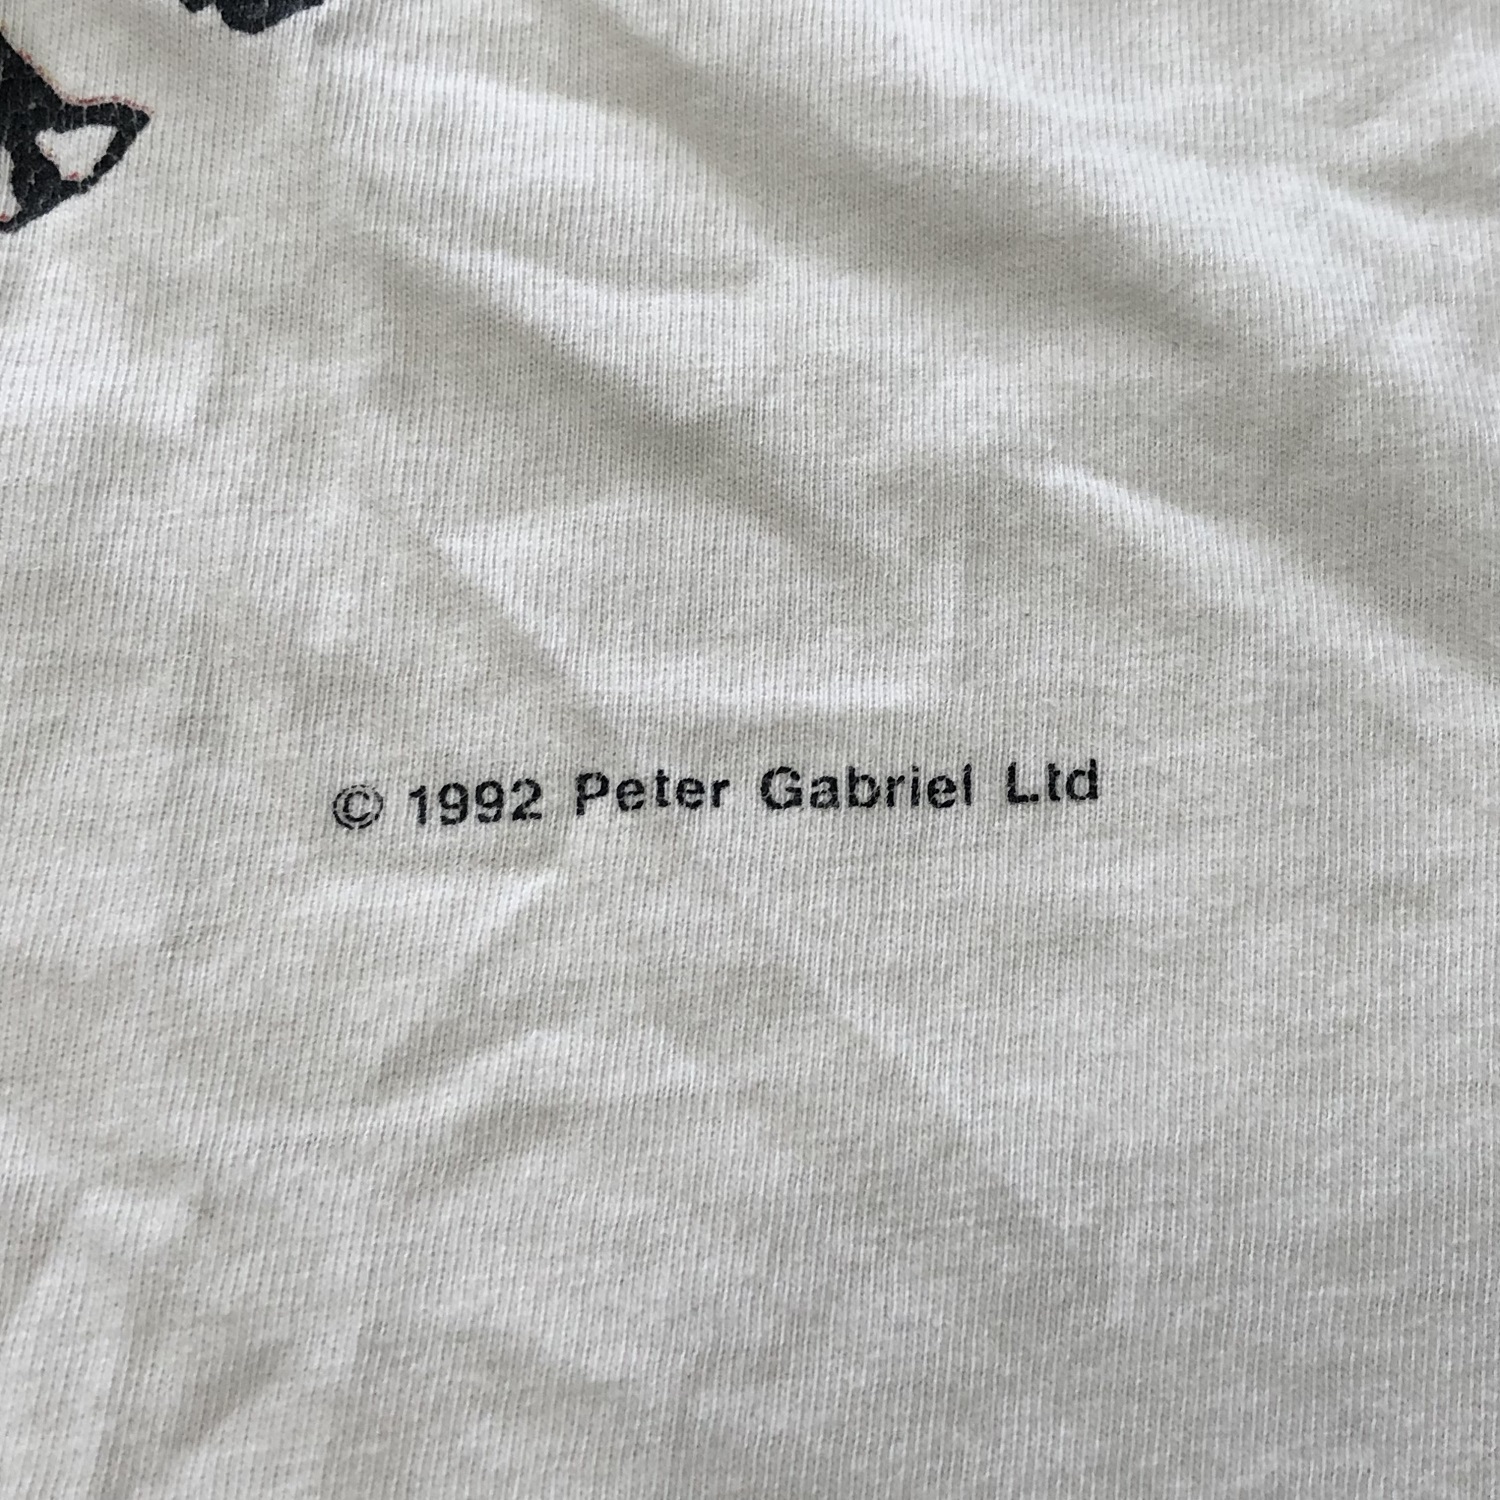 © 1992 Peter Gabriel Ltd